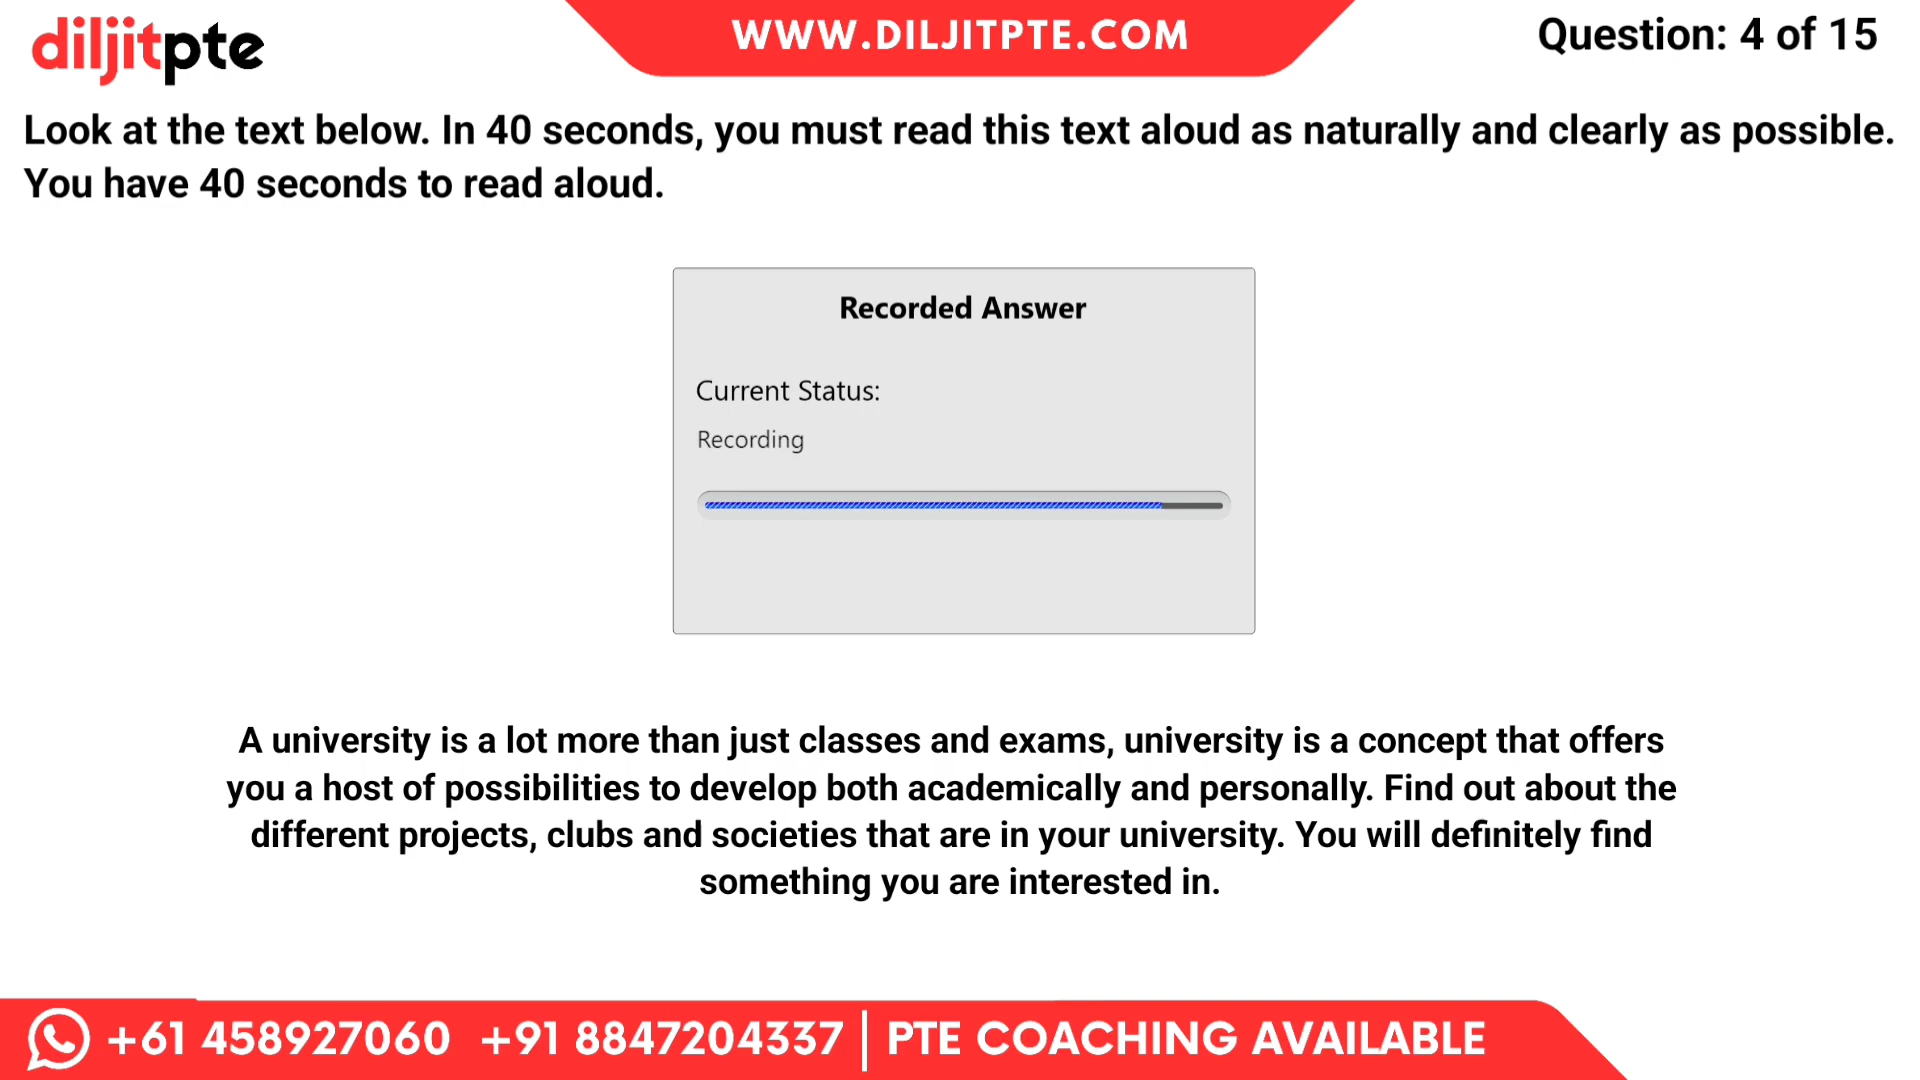 diljitpte
WWW.DILJITPTE.COM
Question: 4 of 15
Look at the text below. In 40 seconds, you must read this text aloud as naturally and clearly as possible.
You have 40 seconds to read aloud.
Recorded Answer
Current Status:
Recording
A university is a lot more than just classes and exams, university is a concept that offers
you a host of possibilities to develop both academically and personally. Find out about the
different projects, clubs and societies that are in your university. You will definitely find
something you are interested in.
+61 458927060 +91 8847204337 | PTE COACHING AVAILABLE